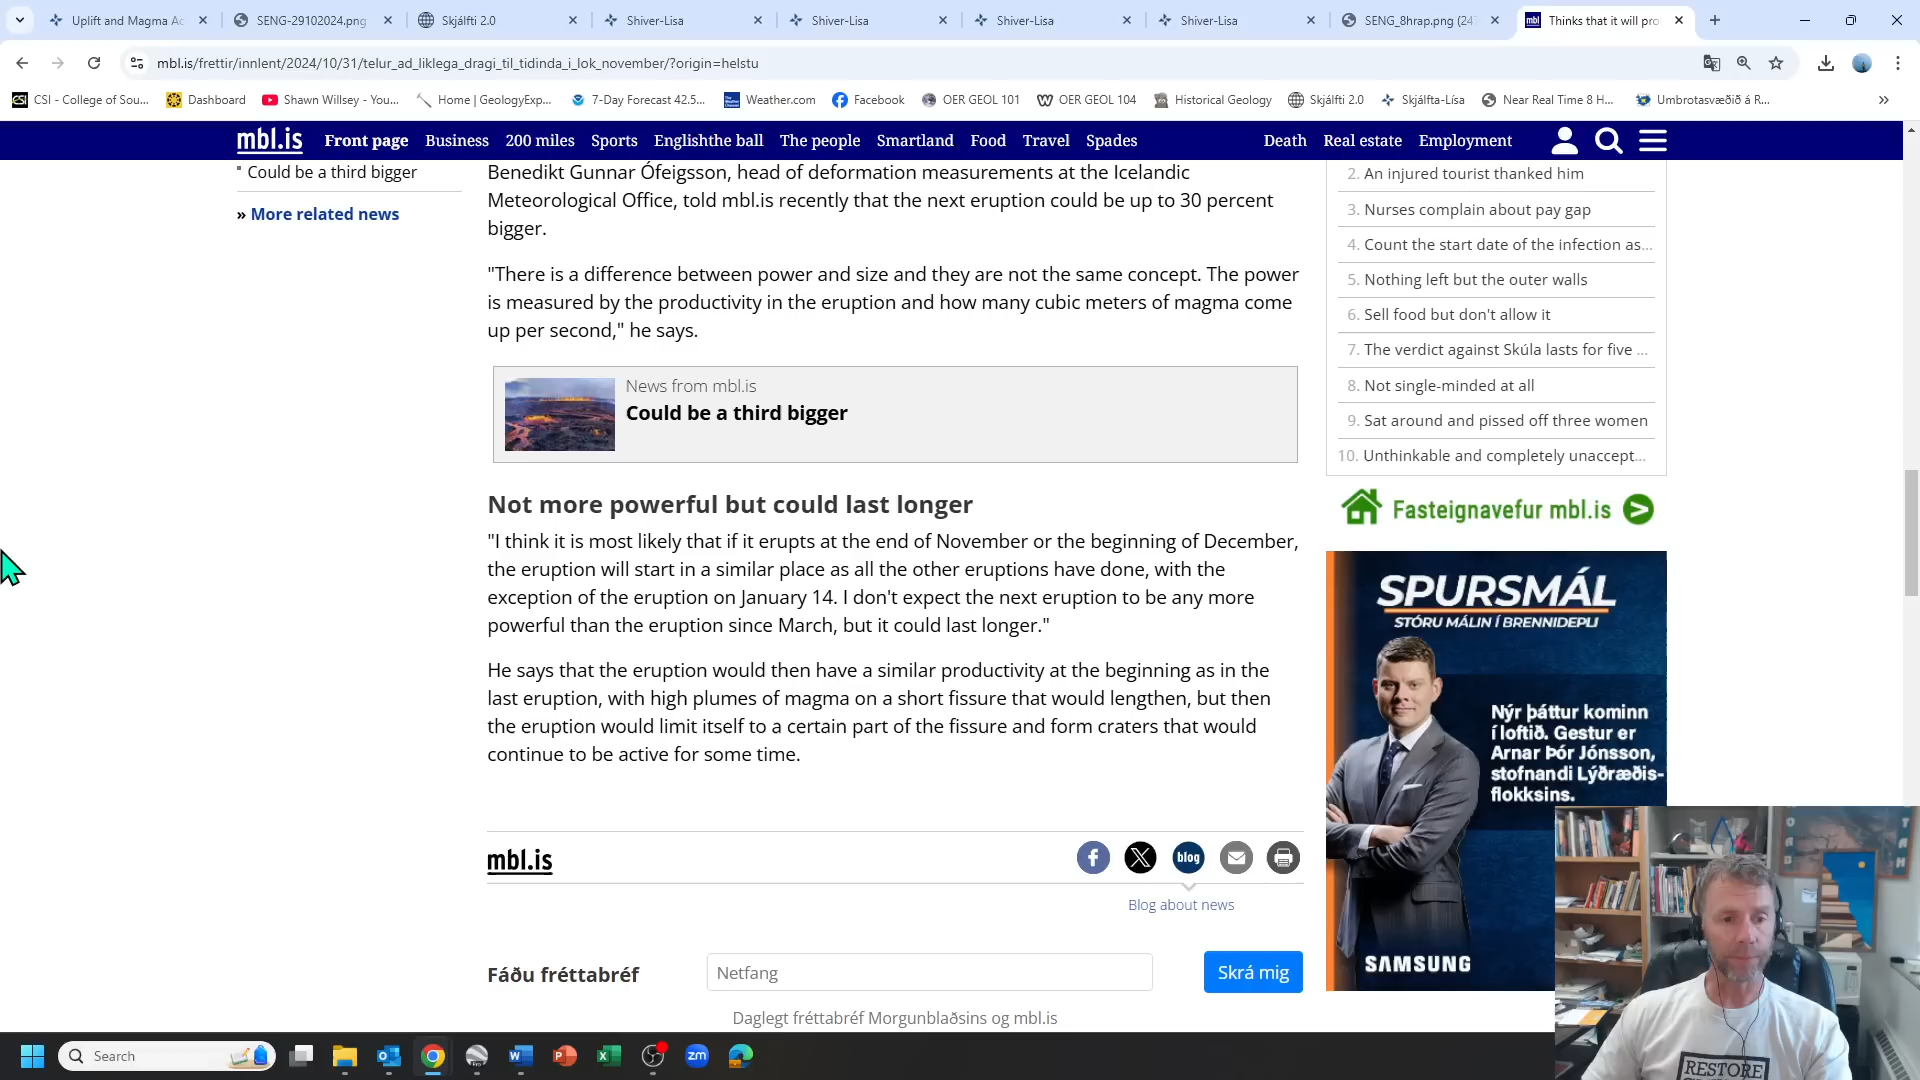 Uplift and Magma Ac
SENG-29102024.png
Skjálfti 2.0
Shiver-Lisa
Shiver-Lisa
Shiver-Lisa
Shiver-Lisa
SENG_8hrap.png (247
mbl
Thinks that it will pro
mbl.is/frettir/innlent/2024/10/31/telur_ad_liklega_dragi_til_tidinda_i_lok_november/?origin=helstu
CSI - College of Sou...
Dashboard
Shawn Willsey - You...
Home | GeologyExp...
7-Day Forecast 42.5...
Weather.com
Facebook
OER GEOL 101
OER GEOL 104
Historical Geology
Skjálfti 2.0
Skjálfta-Lísa
Near Real Time 8 H...
Umbrotasvæðið á R...
mbl.is
Front page
Business
200 miles
Sports
Englishthe ball
The people
Smartland
Food
Travel
Spades
Death
Real estate
Employment
Could be a third bigger
» More related news
Benedikt Gunnar Ófeigsson, head of deformation measurements at the Icelandic
Meteorological Office, told mbl.is recently that the next eruption could be up to 30 percent
bigger.
"There is a difference between power and size and they are not the same concept. The power
is measured by the productivity in the eruption and how many cubic meters of magma come
up per second," he says.
News from mbl.is
Could be a third bigger
Not more powerful but could last longer
"I think it is most likely that if it erupts at the end of November or the beginning of December,
the eruption will start in a similar place as all the other eruptions have done, with the
exception of the eruption on January 14. I don't expect the next eruption to be any more
powerful than the eruption since March, but it could last longer."
He says that the eruption would then have a similar productivity at the beginning as in the
last eruption, with high plumes of magma on a short fissure that would lengthen, but then
the eruption would limit itself to a certain part of the fissure and form craters that would
continue to be active for some time.
mbl.is
blog
Blog about news
Fáðu fréttabréf
Netfang
Skrá mig
Daglegt fréttabréf Morgunblaðsins og mbl.is
2. An injured tourist thanked him
3. Nurses complain about pay gap
4. Count the start date of the infection as...
5. Nothing left but the outer walls
6. Sell food but don't allow it
7. The verdict against Skúla lasts for five ...
8. Not single-minded at all
9. Sat around and pissed off three women
10. Unthinkable and completely unaccept...
Fasteignavefur mbl.is
SPURSMÁL
STÓRU MÁLIN Í BRENNIDEPLI
Nýr þáttur kominn
í loftið. Gestur er
Arnar Þór Jónsson,
stofnandi Lýðræðis-
flokksins.
SAMSUNG
RESTORE
Search
zm